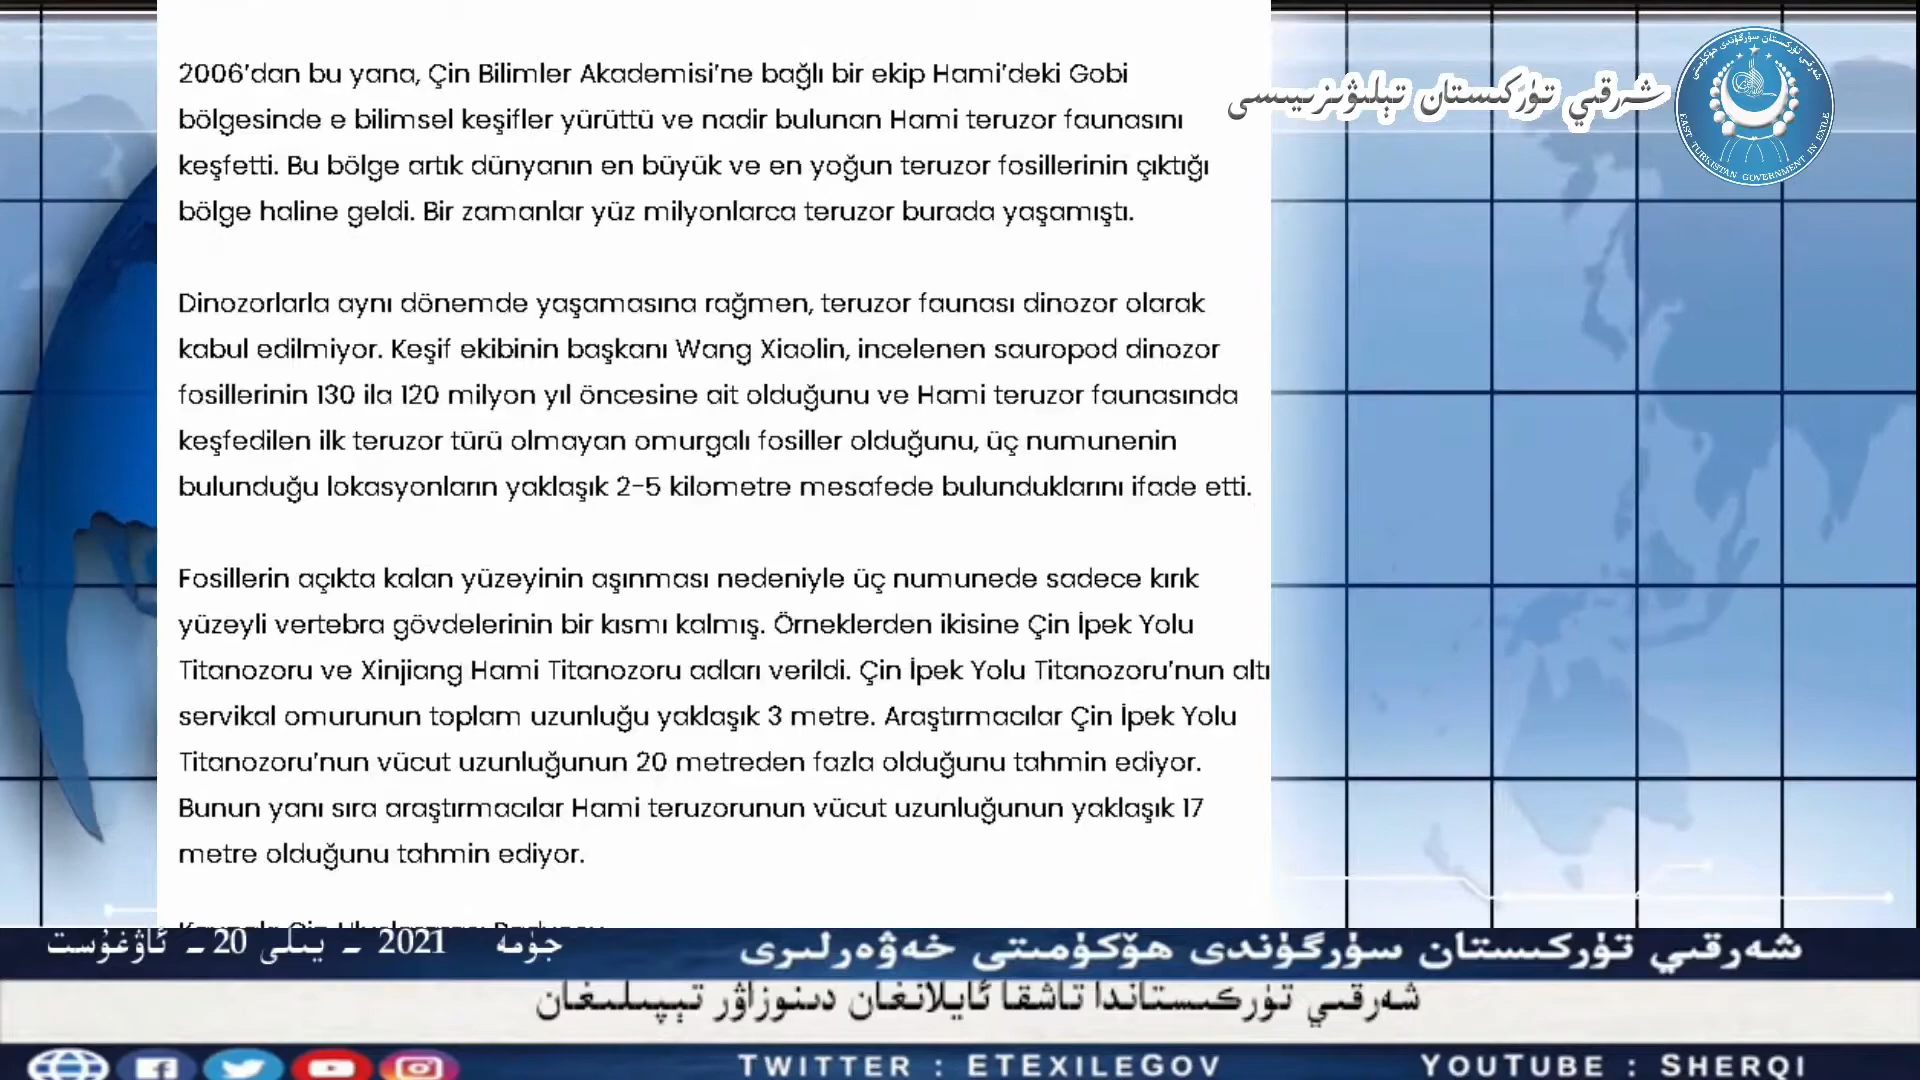 2006'dan bu yana, Çin Bilimler Akademisi'ne bağlı bir ekip Hami'deki Gobi
bölgesinde e bilimsel keşifler yürüttü ve nadir bulunan Hami teruzor faunasını
keşfetti. Bu bölge artık dünyanın en büyük ve en yoğun teruzor fosillerinin çıktığı
bölge haline geldi. Bir zamanlar yüz milyonlarca teruzor burada yaşamıştı.
Dinozorlarla aynı dönemde yaşamasına rağmen, teruzor faunası dinozor olarak
kabul edilmiyor. Keşif ekibinin başkanı Wang Xiaolin, incelenen sauropod dinozor
fosillerinin 130 ila 120 milyon yıl öncesine ait olduğunu ve Hami teruzor faunasında
keşfedilen ilk teruzor türü olmayan omurgalı fosiller olduğunu, üç numunenin
bulunduğu lokasyonların yaklaşık 2-5 kilometre mesafede bulunduklarını ifade etti.
Fosillerin açıkta kalan yüzeyinin aşınması nedeniyle üç numunede sadece kırık
yüzeyli vertebra gövdelerinin bir kısmı kalmış. Örneklerden ikisine Çin İpek Yolu
Titanozoru ve Xinjiang Hami Titanozoru adları verildi. Çin İpek Yolu Titanozoru'nun altı
servikal omurunun toplam uzunluğu yaklaşık 3 metre. Araştırmacılar Çin İpek Yolu
Titanozoru'nun vücut uzunluğunun 20 metreden fazla olduğunu tahmin ediyor.
Bunun yanı sıra araştırmacılar Hami teruzorunun vücut uzunluğunun yaklaşık 17
metre olduğunu tahmin ediyor.
شەرقىي تۈركىستان تېلېۋىزىيىسى
شەرقىي تۈركىستان سۈرگۈندى ھۆكۈمىتى
EAST TURKISTAN GOVERNMENT IN EXILE
شەرقىي تۈركىستان سۈرگۈندى ھۆكۈمىتى خەۋەرلىرى
2021 ـ يىلى 20 ـ ئاۋغۇست جۈمە
شەرقىي تۈركىستاندا تاشقا ئايلانغان دىنوزاۋر تېپىلىغان
TWITTER : ETEXILEGOV
YOUTUBE : SHERQI